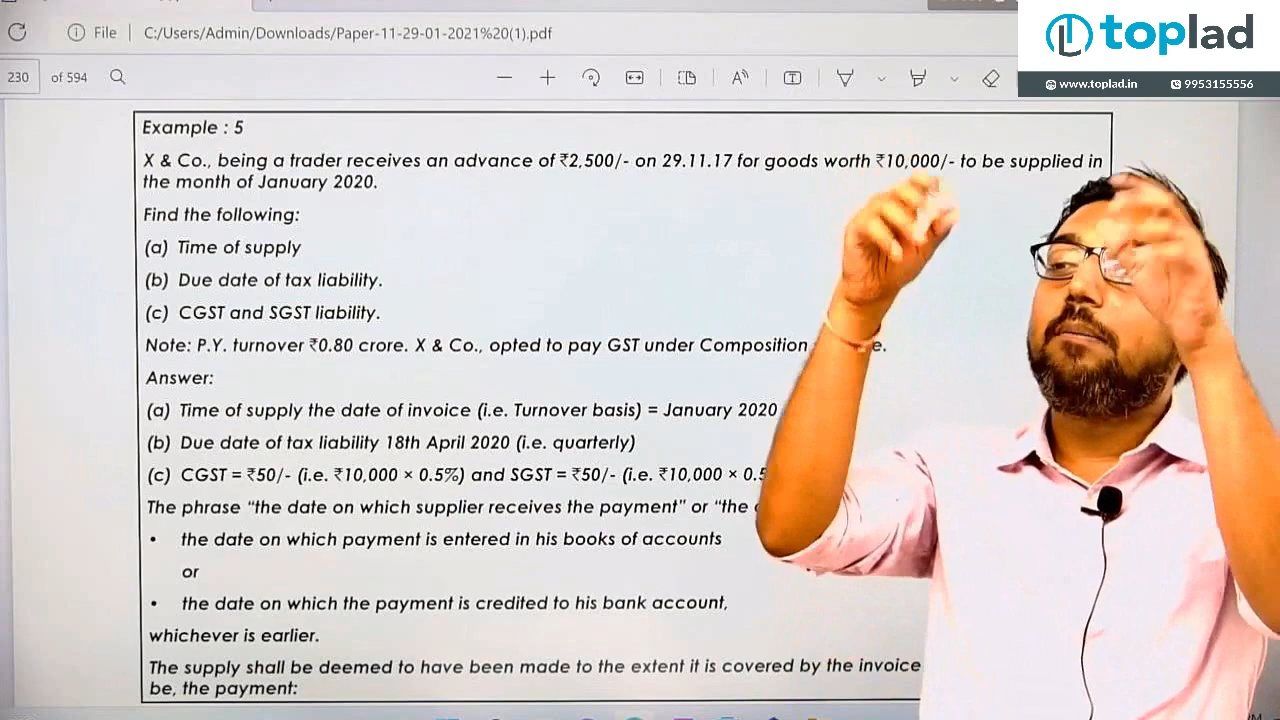 toplad
www.toplad.in 9953155556
File C:/Users/Admin/Downloads/Paper-11-29-01-2021%20(1).pdf
230 of 594
Example : 5
X & Co., being a trader receives an advance of ₹2,500/- on 29.11.17 for goods worth ₹10,000/- to be supplied in
the month of January 2020.
Find the following:
(a) Time of supply
(b) Due date of tax liability.
(c) CGST and SGST liability.
Note: P.Y. turnover ₹0.80 crore. X & Co., opted to pay GST under Composition
Answer:
(a) Time of supply the date of invoice (i.e. Turnover basis) = January 2020
(b) Due date of tax liability 18th April 2020 (i.e. quarterly)
(c) CGST = ₹50/- (i.e. ₹10,000 × 0.5%) and SGST = ₹50/- (i.e. ₹10,000 × 0.5
The phrase “the date on which supplier receives the payment” or “the
• the date on which payment is entered in his books of accounts
or
• the date on which the payment is credited to his bank account,
whichever is earlier.
The supply shall be deemed to have been made to the extent it is covered by the invoice
be, the payment: